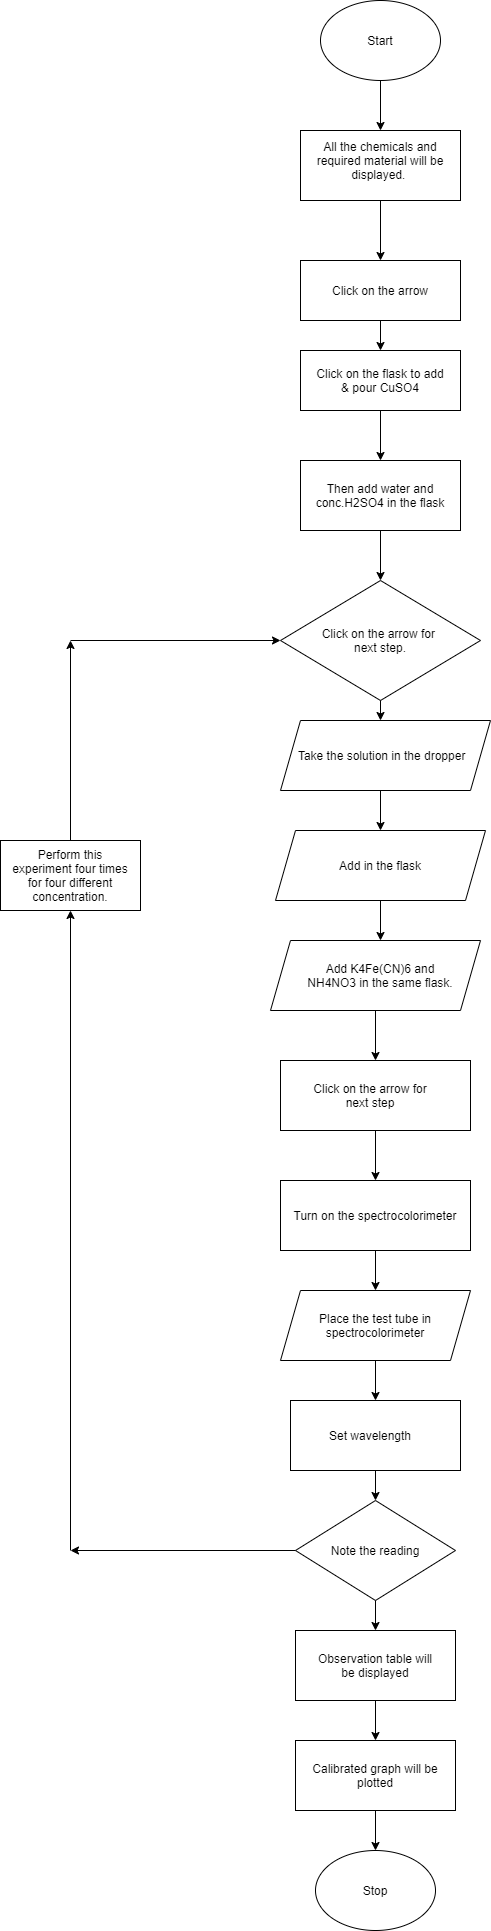 Start
All the chemicals and
required material will be
displayed.
Click on the arrow
Click on the flask to add
& pour CuSO4
Then add water and
conc.H2SO4 in the flask
Click on the arrow for
next step.
Take the solution in the dropper
Add in the flask
Perform this
experiment four times
for four different
concentration.
Add K4Fe(CN)6 and
NH4NO3 in the same flask.
Click on the arrow for
next step
Turn on the spectrocolorimeter
Place the test tube in
spectrocolorimeter
Set wavelength
Note the reading
Observation table will
be displayed
Calibrated graph will be
plotted
Stop